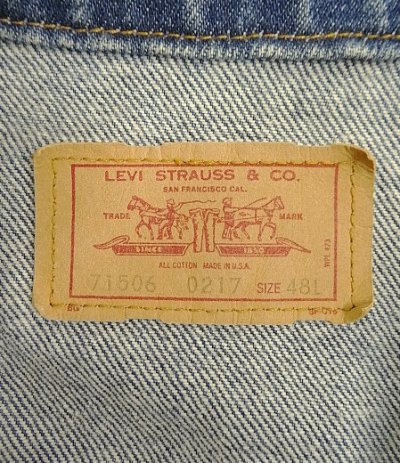 LEVI STRAUSS & CO.
SAN FRANCISCO CAL.
TRADE MARK
ALL COTTON MADE IN U.S.A.
71506 0217 SIZE 48L